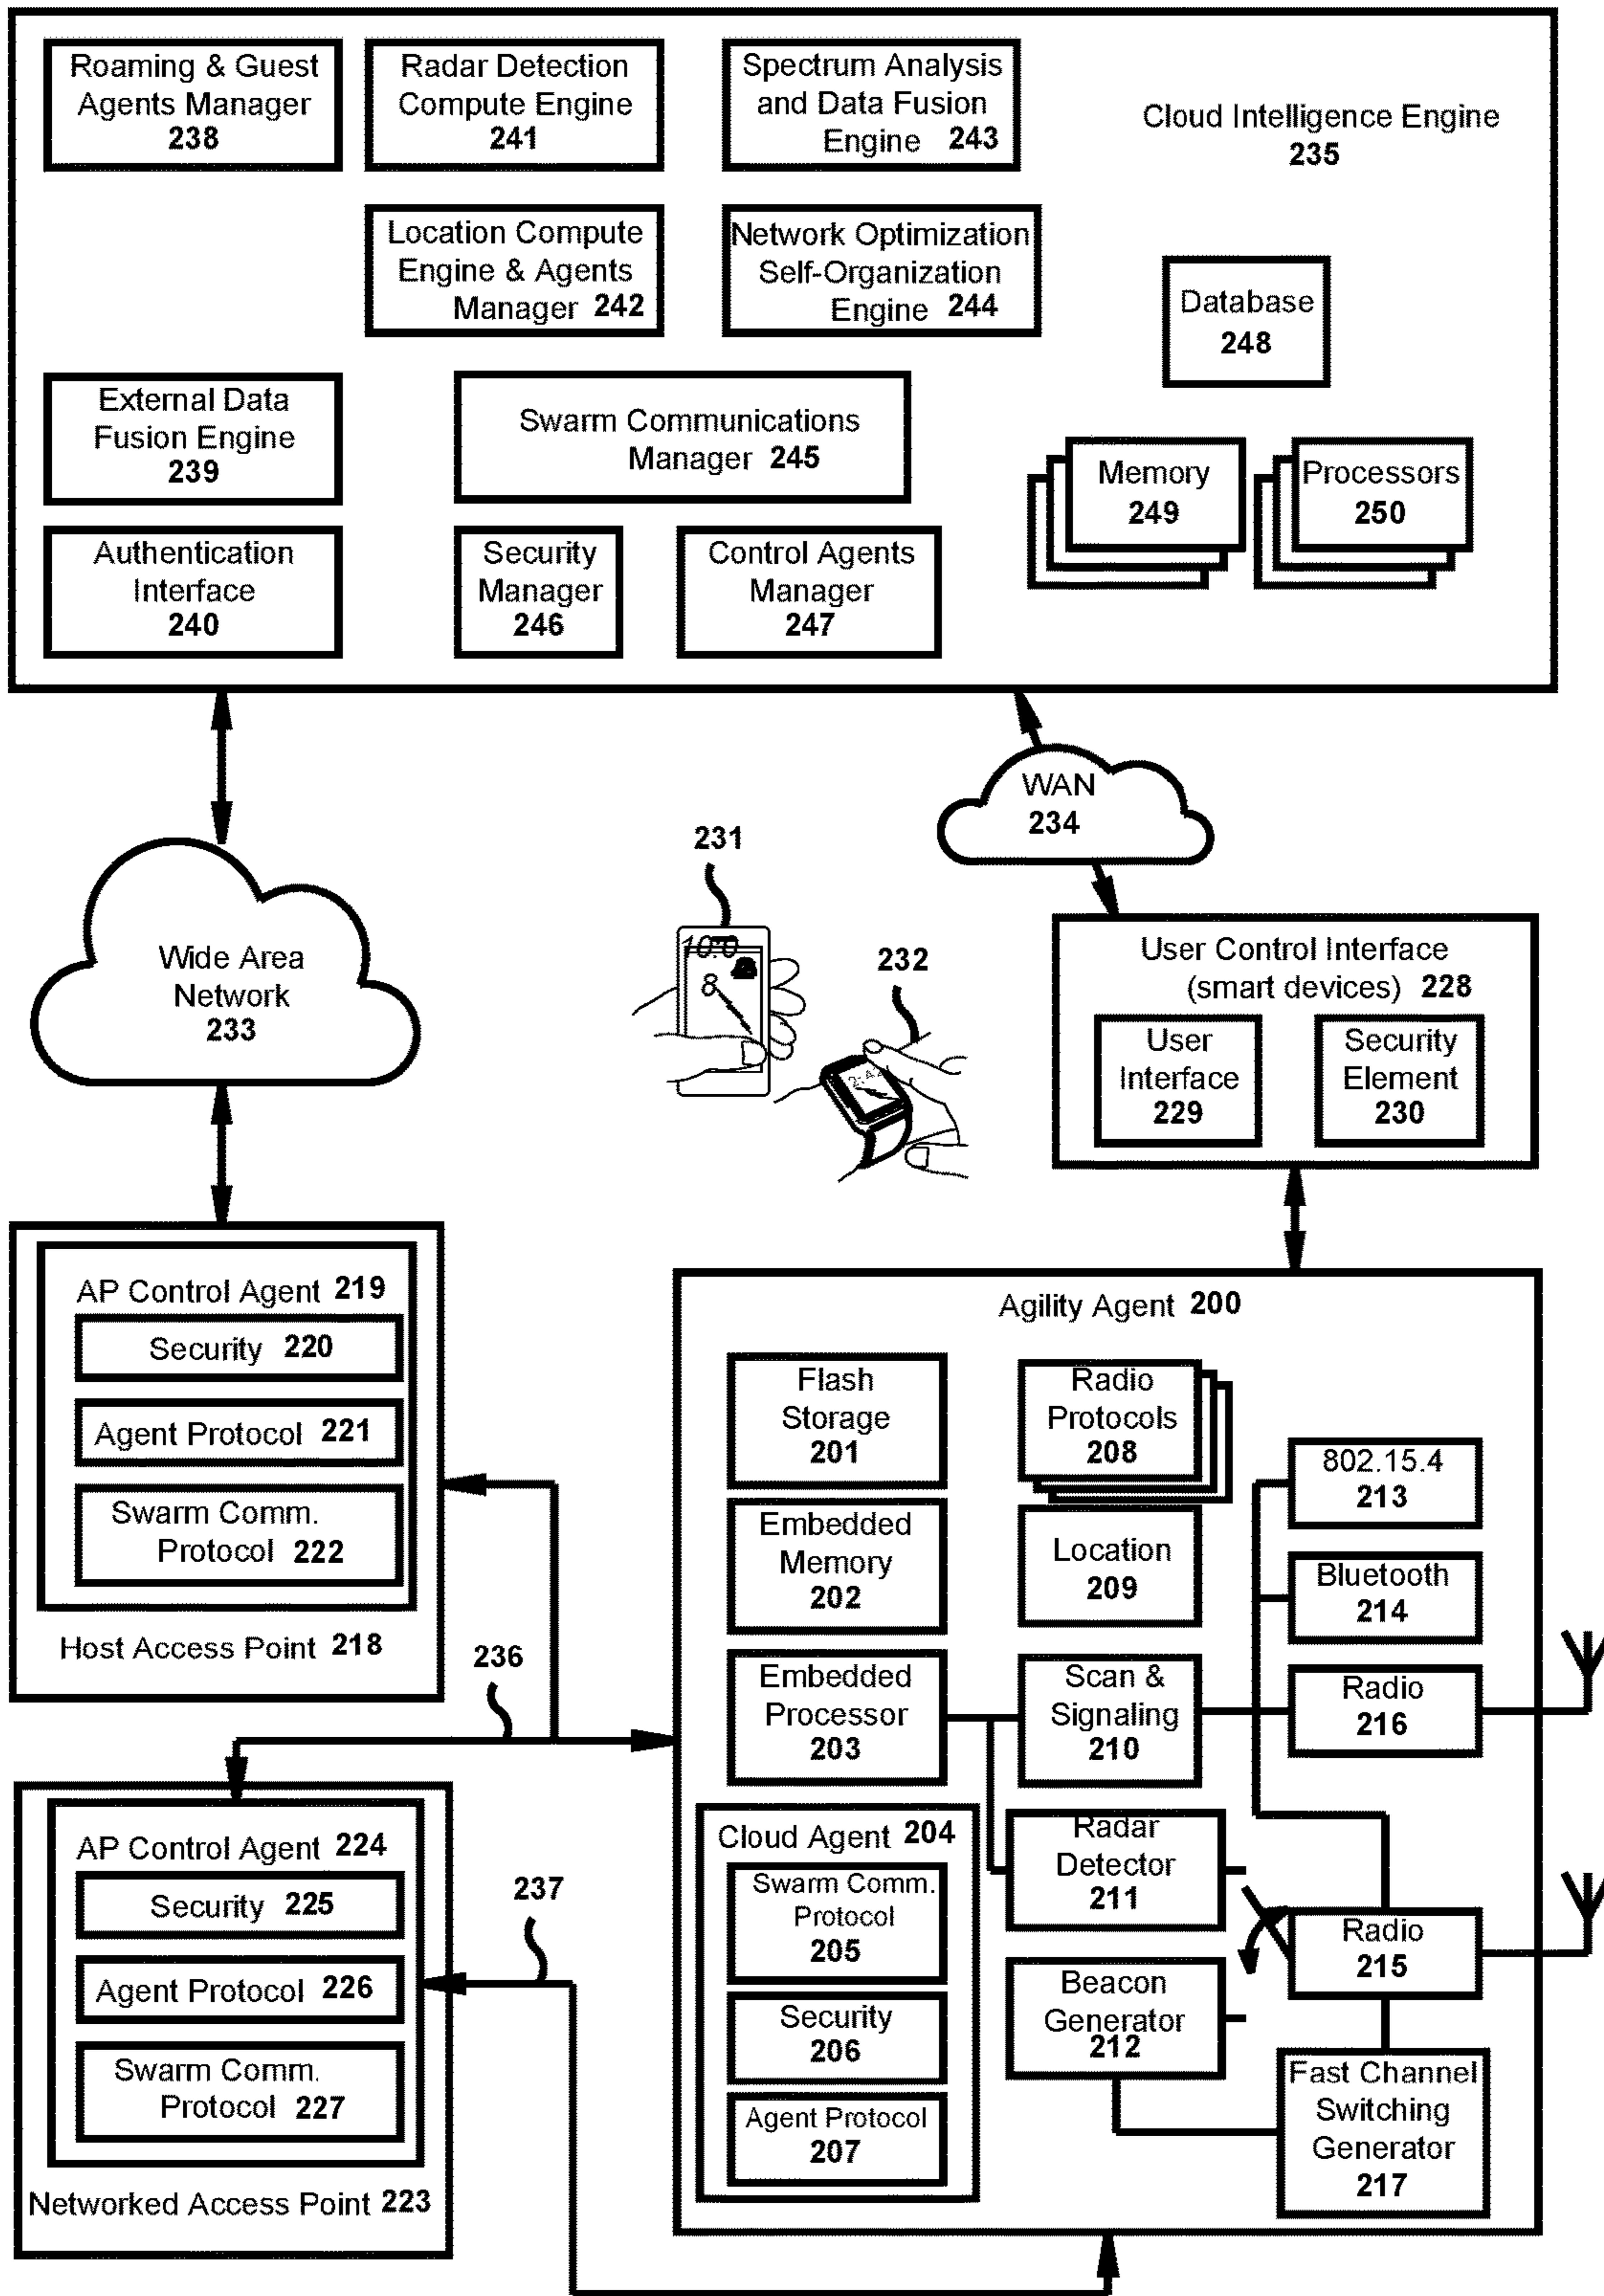 Roaming & Guest
Agents Manager
238
Radar Detection
Compute Engine
241
Spectrum Analysis
and Data Fusion
Engine 243
Cloud Intelligence Engine
235
Location Compute
Engine & Agents
Manager 242
Network Optimization
Self-Organization
Engine 244
Database
248
External Data
Fusion Engine
239
Swarm Communications
Manager 245
Memory
249
Processors
250
Authentication
Interface
240
Security
Manager
246
Control Agents
Manager
247
WAN
234
231
10:0
8
232
2:42
Wide Area
Network
233
User Control Interface
(smart devices) 228
User
Interface
229
Security
Element
230
AP Control Agent 219
Security 220
Agent Protocol 221
Swarm Comm.
Protocol 222
Host Access Point 218
236
AP Control Agent 224
Security 225
Agent Protocol 226
Swarm Comm.
Protocol 227
Networked Access Point 223
237
Agility Agent 200
Flash
Storage
201
Radio
Protocols
208
802.15.4
213
Embedded
Memory
202
Location
209
Bluetooth
214
Embedded
Processor
203
Scan &
Signaling
210
Radio
216
Cloud Agent 204
Swarm Comm.
Protocol
205
Security
206
Agent Protocol
207
Radar
Detector
211
Radio
215
Beacon
Generator
212
Fast Channel
Switching
Generator
217